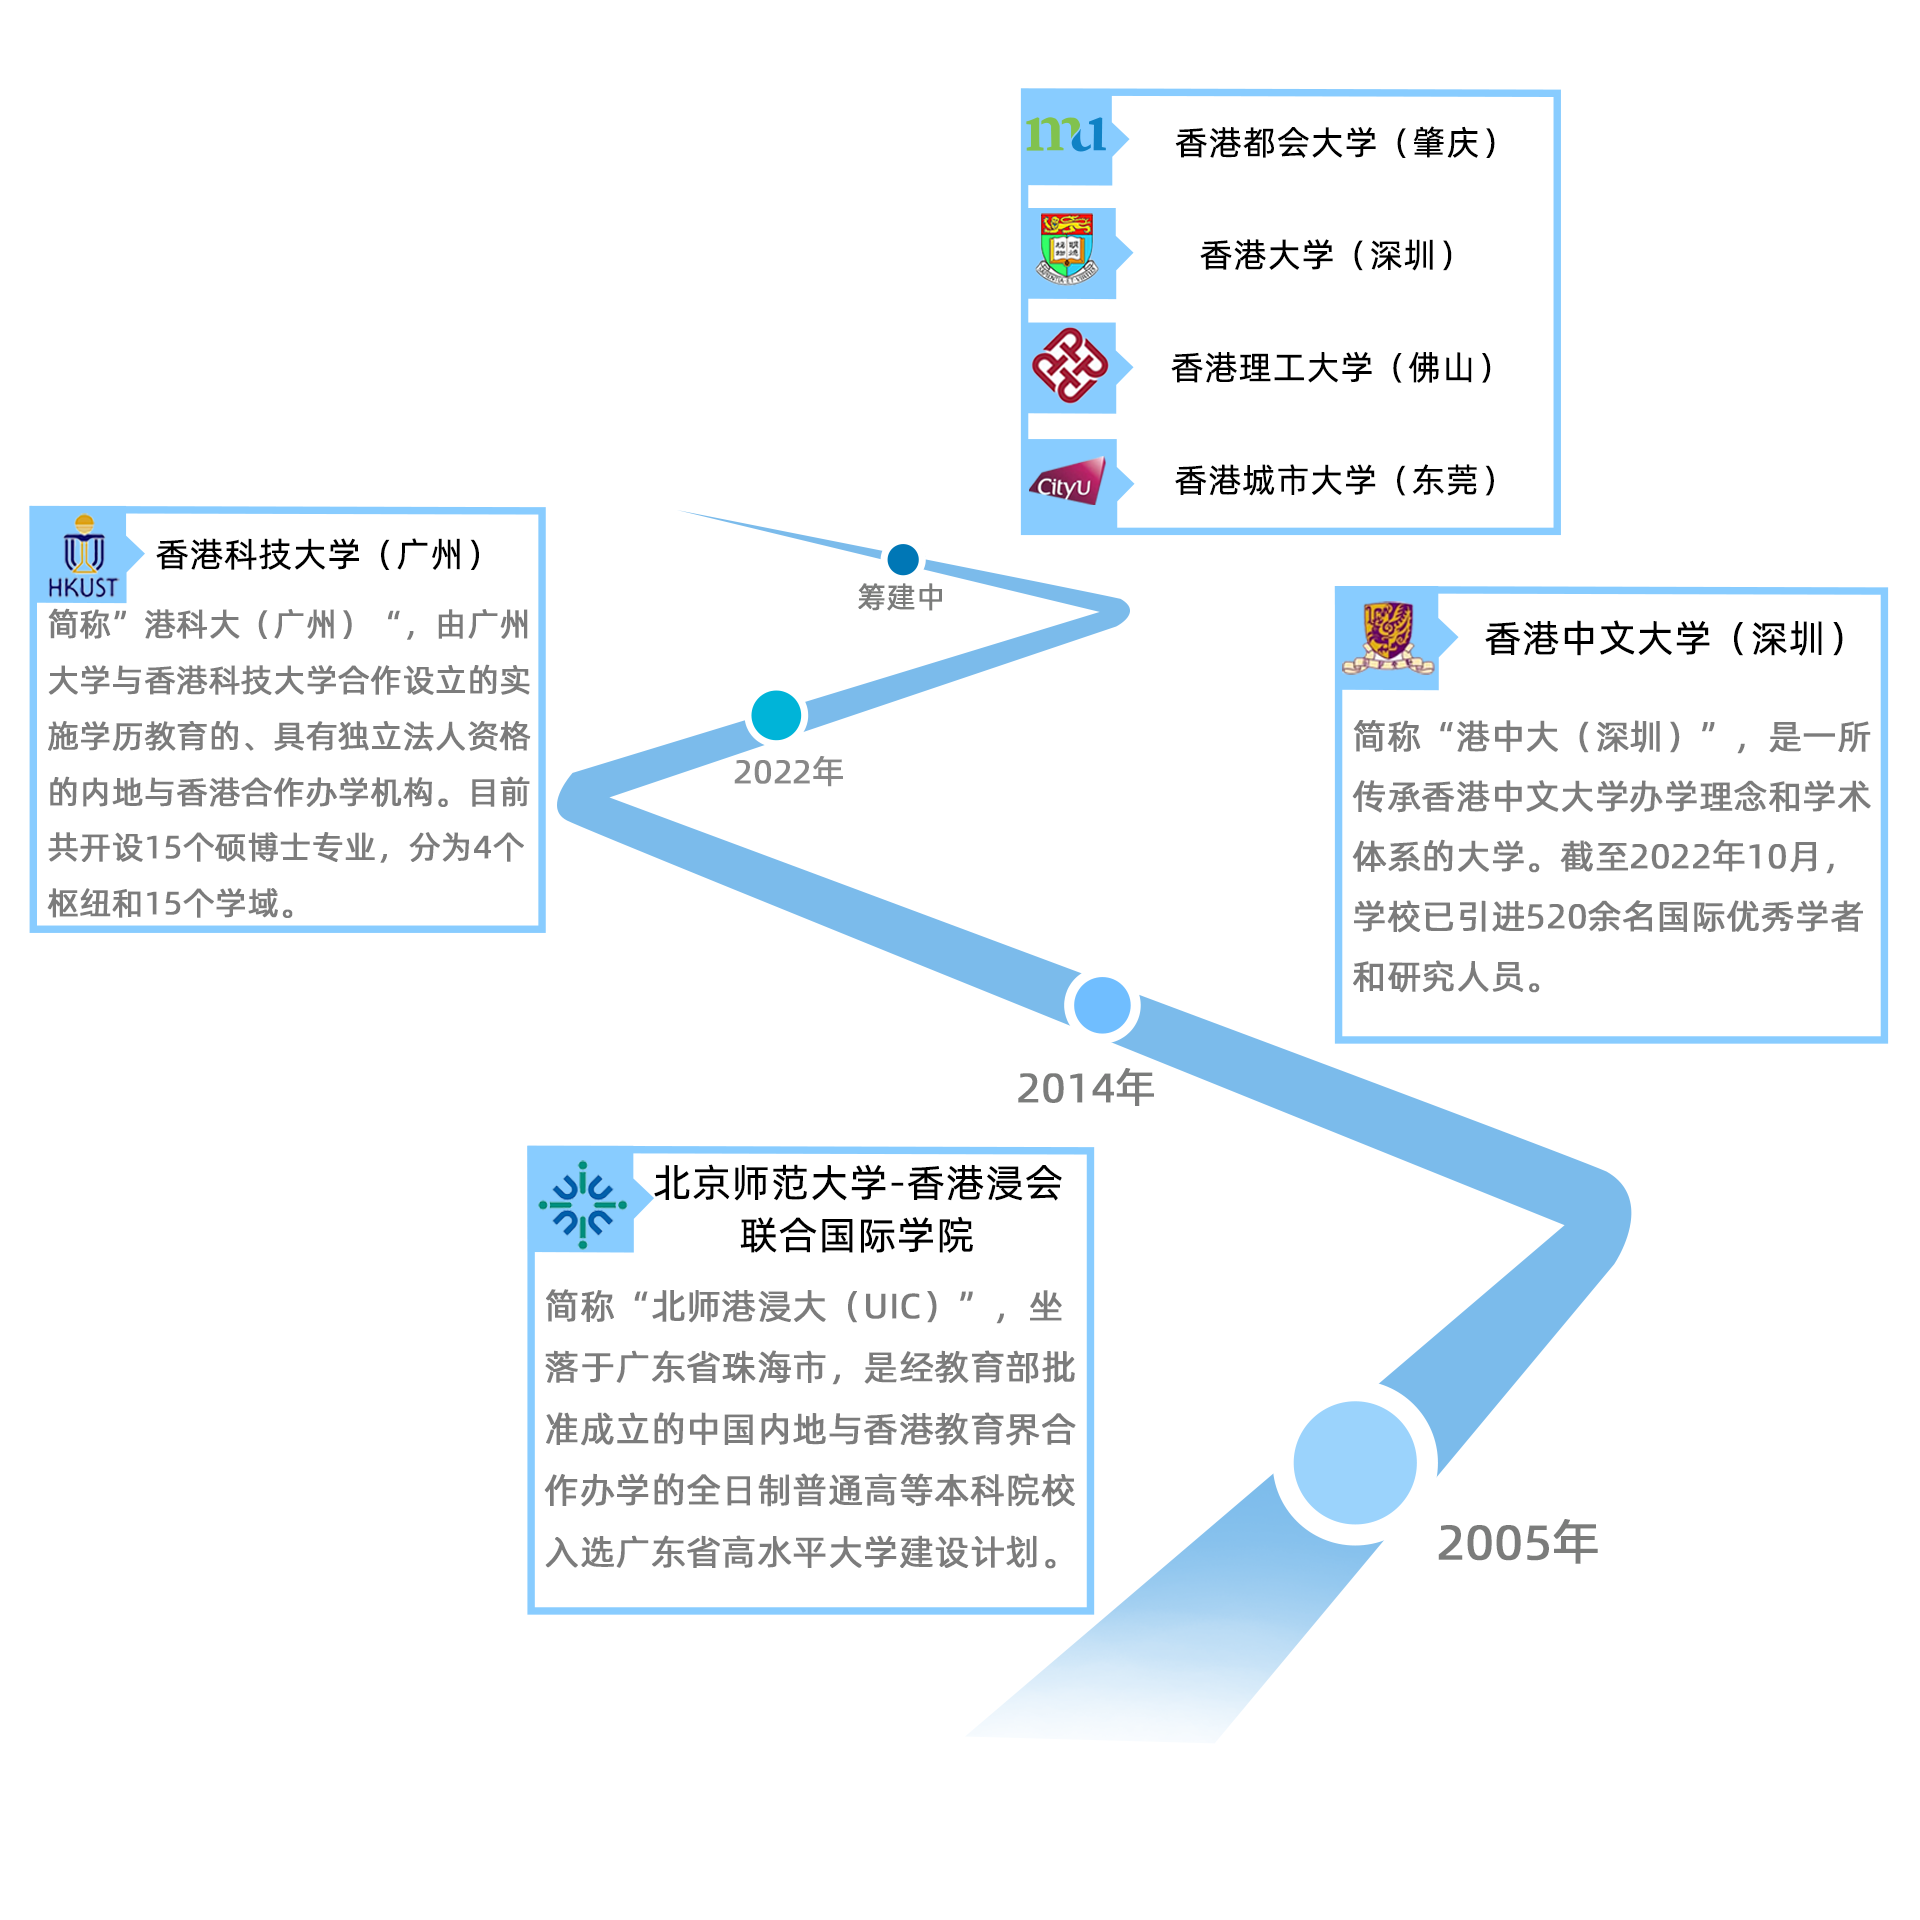 mu
香港都会大学（肇庆）
香港大学（深圳）
香港理工大学（佛山）
CityU
香港城市大学（东莞）
HKUST
香港科技大学（广州）
简称”港科大（广州）“，由广州
大学与香港科技大学合作设立的实
施学历教育的、具有独立法人资格
的内地与香港合作办学机构。目前
共开设15个硕博士专业，分为4个
枢纽和15个学域。
筹建中
2022年
香港中文大学（深圳）
简称“港中大（深圳）”，是一所
传承香港中文大学办学理念和学术
体系的大学。截至2022年10月，
学校已引进520余名国际优秀学者
和研究人员。
2014年
北京师范大学-香港浸会
联合国际学院
简称“北师港浸大（UIC）”，坐
落于广东省珠海市，是经教育部批
准成立的中国内地与香港教育界合
作办学的全日制普通高等本科院校
入选广东省高水平大学建设计划。
2005年